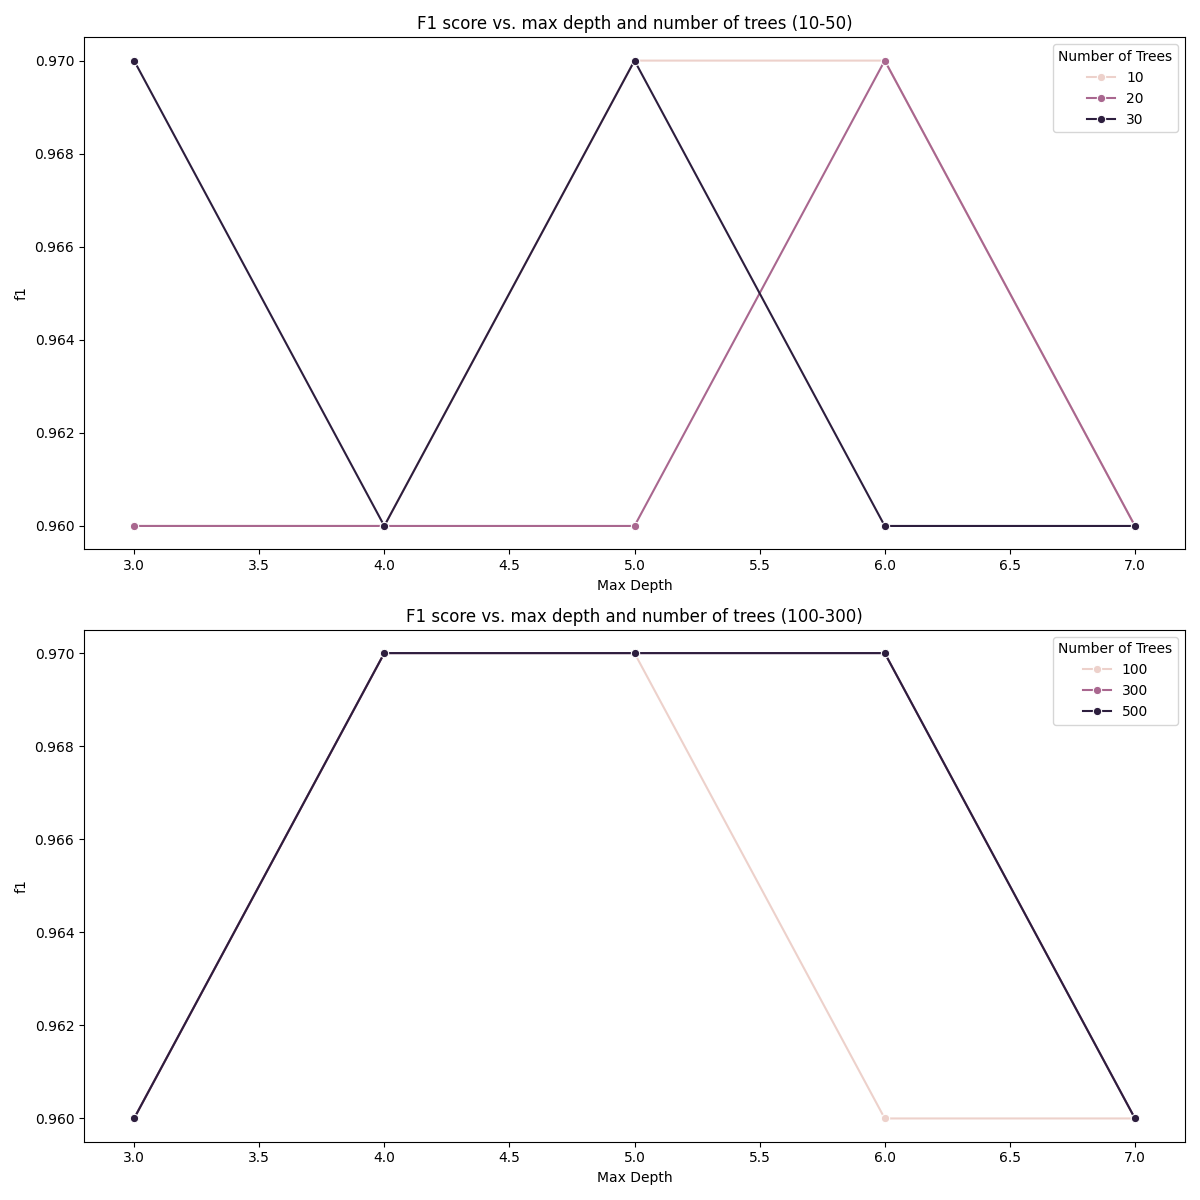 F1 score vs. max depth and number of trees (10-50)
0.970
0.968
0.966
0.964
0.962
0.960
f1
Number of Trees
10
20
30
3.0 3.5 4.0 4.5 5.0 5.5 6.0 6.5 7.0
Max Depth
F1 score vs. max depth and number of trees (100-300)
0.970
0.968
0.966
0.964
0.962
0.960
f1
Number of Trees
100
300
500
3.0 3.5 4.0 4.5 5.0 5.5 6.0 6.5 7.0
Max Depth